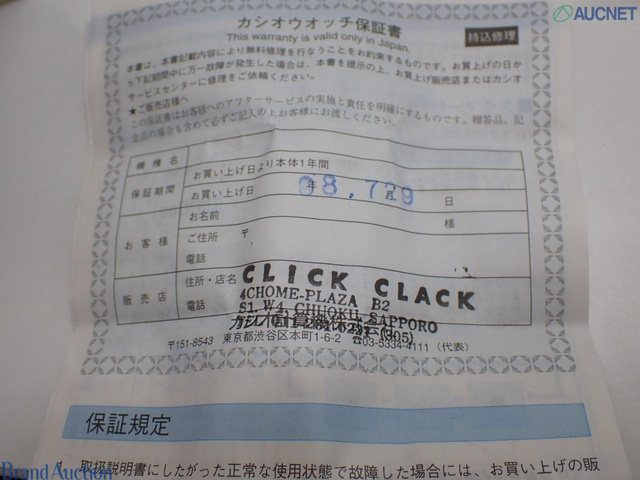 AUCNET
カシオウオッチ保証書
This warranty is valid only in Japan.
持込修理
本書は、本書記載内容により無料修理を行なうことをお約束するものです。お買い上げの日か
ら下記期間中に万一故障が発生した場合は、本書を提示の上、お買上げ販売店またはカシオ
サービスセンターに修理をご依頼ください。
★ご販売店様へ
この保証書はお客様へのアフターサービスの実施と責任を明確にするものです。贈答品、記
念品の場合も含めて必ずご記入の上お客様にお渡しください。
機種名
保証期間 お買い上げ日より本体1年間
お買い上げ日 98.729 年 月 日
お客様 お名前 様
ご住所 〒
電話
販売店 住所・店名 CLICK CLACK
電話 4CHOME-PLAZA B2
S1. W4. CHUOKU. SAPPORO
カシオ計算機株式会社
〒151-8543 東京都渋谷区本町1-6-2 ☎03-5334-4111（代表）
保証規定
取扱説明書にしたがった正常な使用状態で故障した場合には、お買い上げの販
Brand Auction